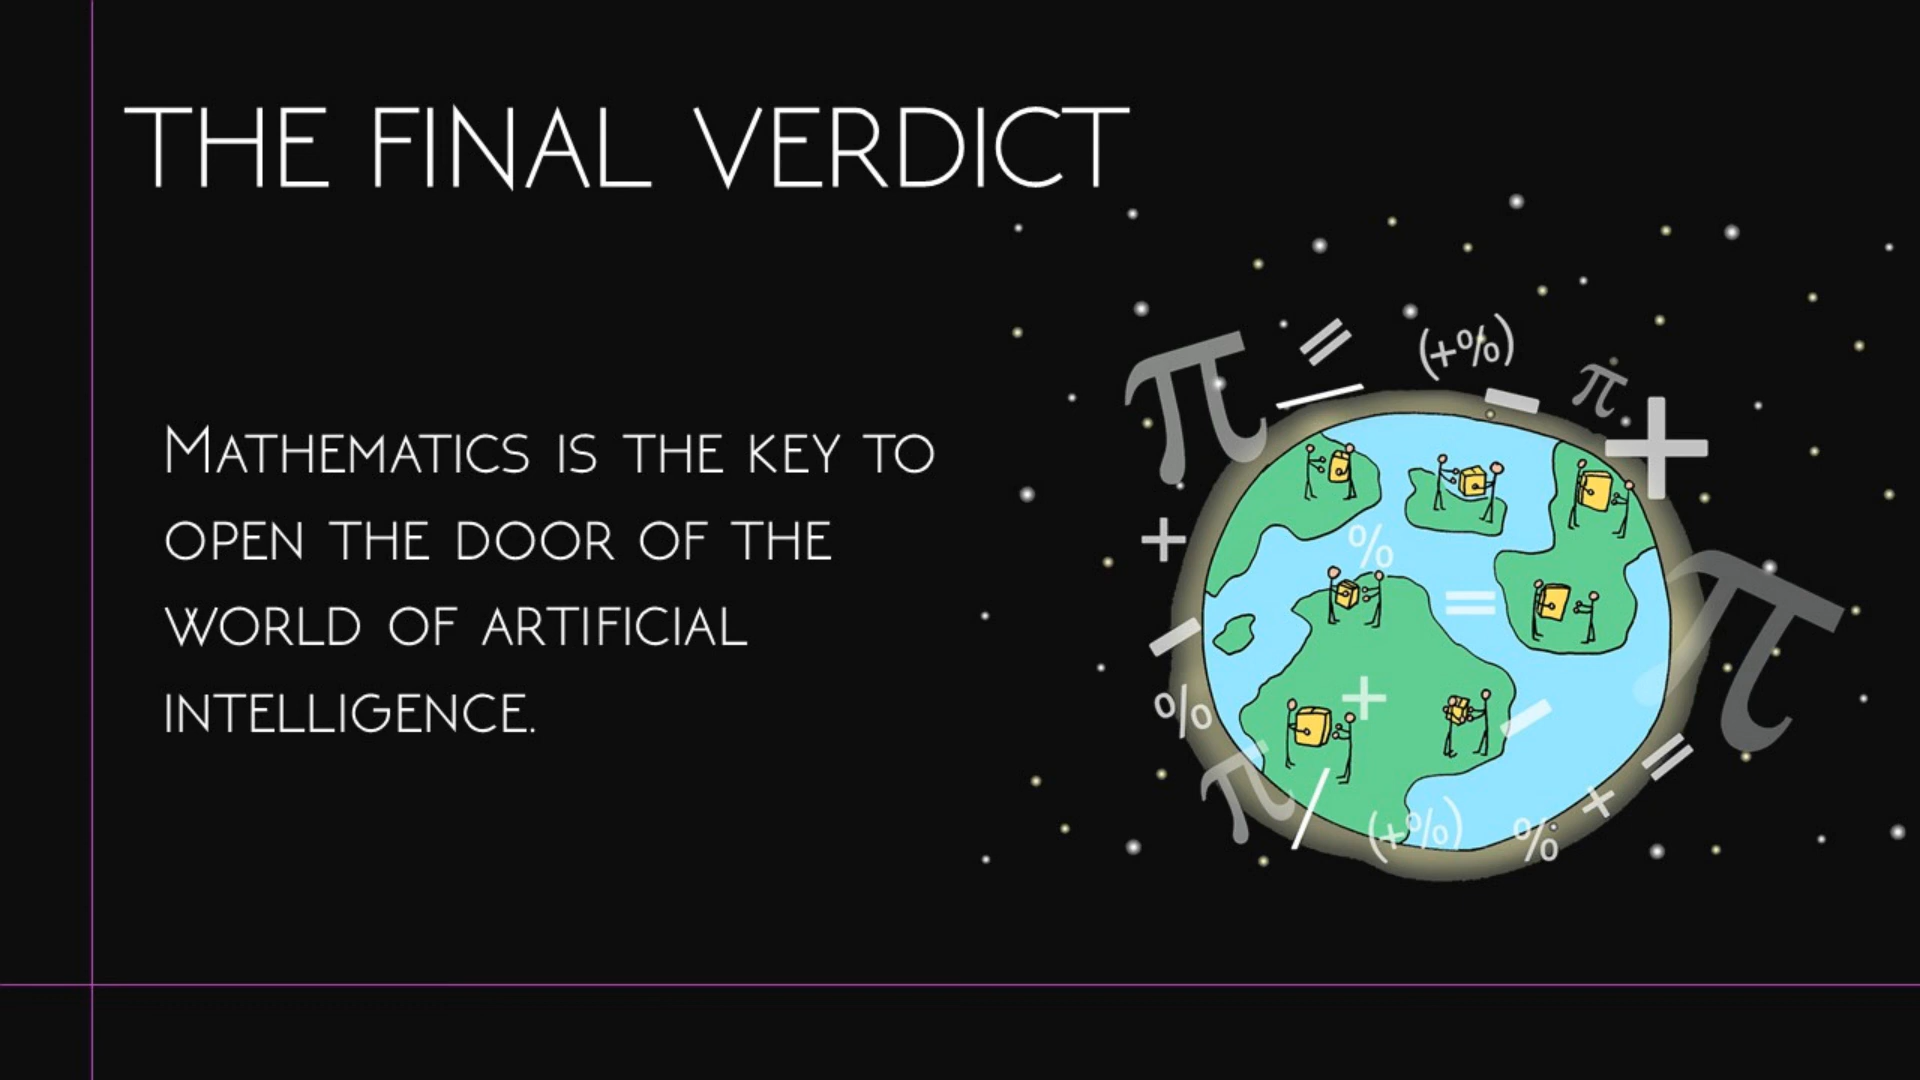 THE FINAL VERDICT
MATHEMATICS IS THE KEY TO
OPEN THE DOOR OF THE
WORLD OF ARTIFICIAL
INTELLIGENCE.
π = (+%) π
— − +
+ % π
=
− + −
% =
π / (+%) % +